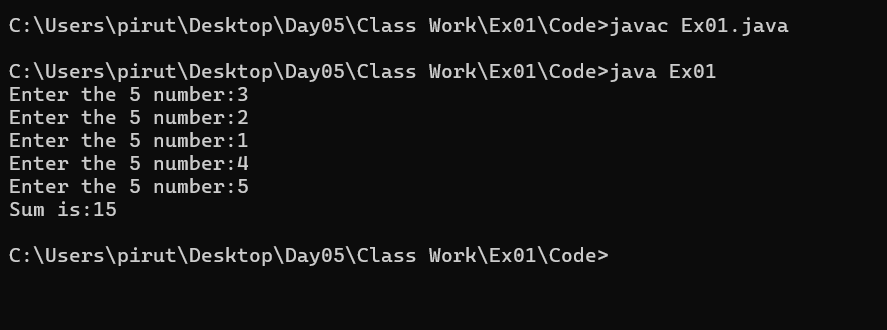 C:\Users\pirut\Desktop\Day05\Class Work\Ex01\Code>javac Ex01.java
C:\Users\pirut\Desktop\Day05\Class Work\Ex01\Code>java Ex01
Enter the 5 number:3
Enter the 5 number:2
Enter the 5 number:1
Enter the 5 number:4
Enter the 5 number:5
Sum is:15
C:\Users\pirut\Desktop\Day05\Class Work\Ex01\Code>